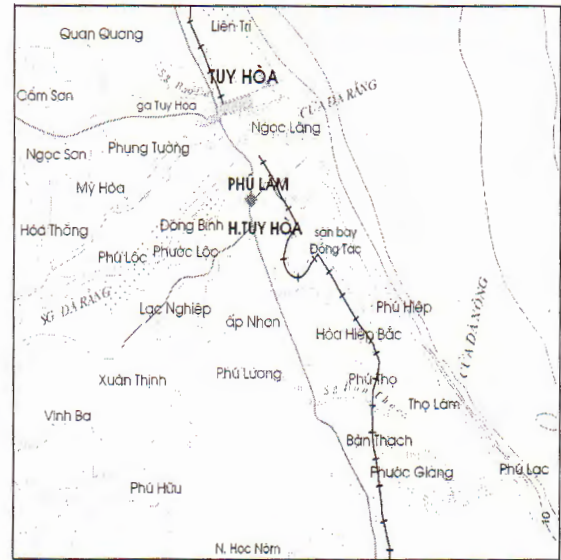 Liên Trì
Quan Quang
TUY HÒA
Cẩm Sơn
ga Tuy Hòa
CỬA ĐÀ RẰNG
Ngọc Lãng
Phụng Tường
Ngọc Sơn
PHÚ LÂM
Mỹ Hòa
Đông Bình
H.TUY HÒA
Hòa Thắng
sân bay
Đông Tác
Phước Lộc
Phú Lộc
SG ĐÀ RẰNG
Lạc Nghiệp
Phú Hiệp
CỬA ĐÀ NÔNG
ấp Nhơn
Hòa Hiệp Bắc
Xuân Thịnh
Phú Lương
Phú Thọ
Thọ Lâm
Vinh Ba
Bàn Thạch
Phước Giang
Phú Lạc
Phú Hữu
10
N. Hoc Nôm